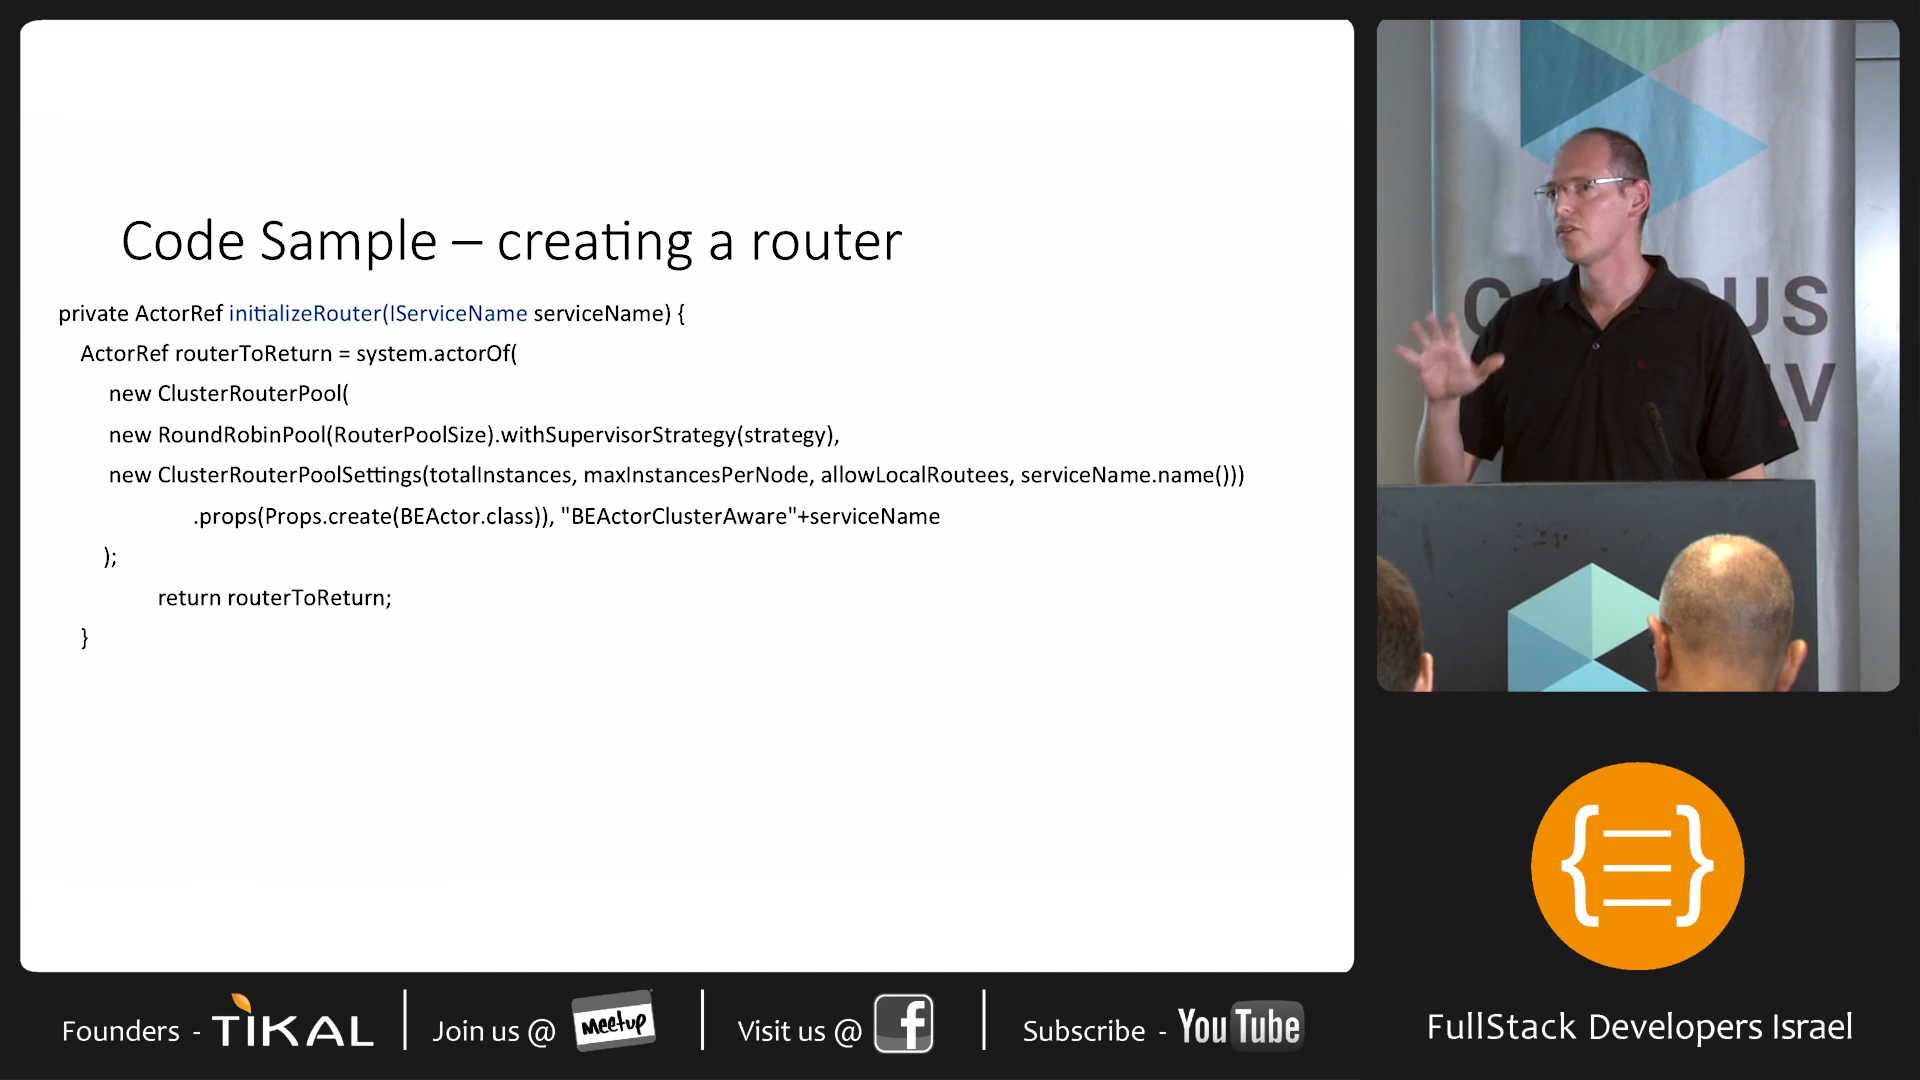 Code Sample – creating a router
private ActorRef initializeRouter(IServiceName serviceName) {
ActorRef routerToReturn = system.actorOf(
new ClusterRouterPool(
new RoundRobinPool(RouterPoolSize).withSupervisorStrategy(strategy),
new ClusterRouterPoolSettings(totalInstances, maxInstancesPerNode, allowLocalRoutees, serviceName.name()))
.props(Props.create(BEActor.class)), "BEActorClusterAware"+serviceName
);
return routerToReturn;
}
Founders - TIKAL
Join us @ Meetup
Visit us @ f
Subscribe - YouTube
FullStack Developers Israel